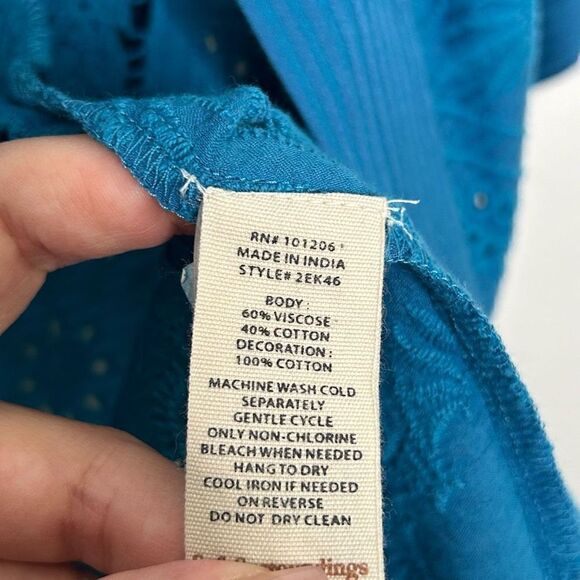 RN# 101206
MADE IN INDIA
STYLE# 2EK46
BODY :
60% VISCOSE
40% COTTON
DECORATION :
100% COTTON
MACHINE WASH COLD
SEPARATELY
GENTLE CYCLE
ONLY NON-CHLORINE
BLEACH WHEN NEEDED
HANG TO DRY
COOL IRON IF NEEDED
ON REVERSE
DO NOT DRY CLEAN